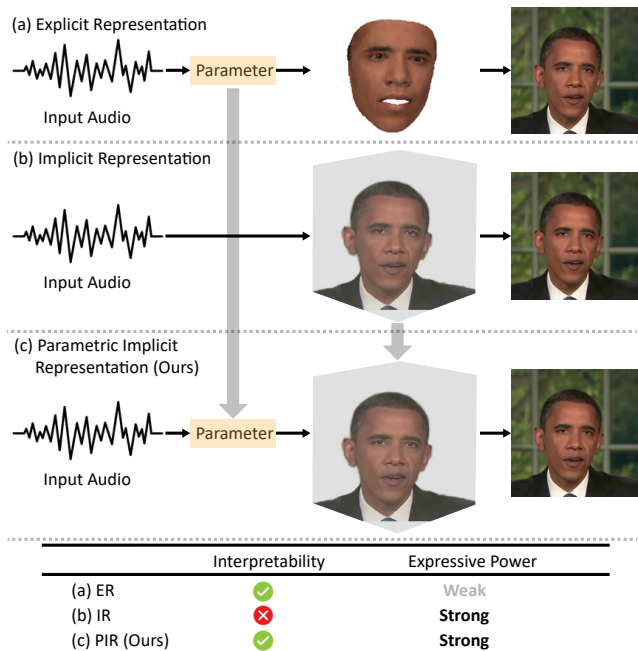 (a) Explicit Representation
Parameter
Input Audio
(b) Implicit Representation
Input Audio
(c) Parametric Implicit
Representation (Ours)
Parameter
Input Audio
Interpretability Expressive Power
(a) ER Weak
(b) IR Strong
(c) PIR (Ours) Strong